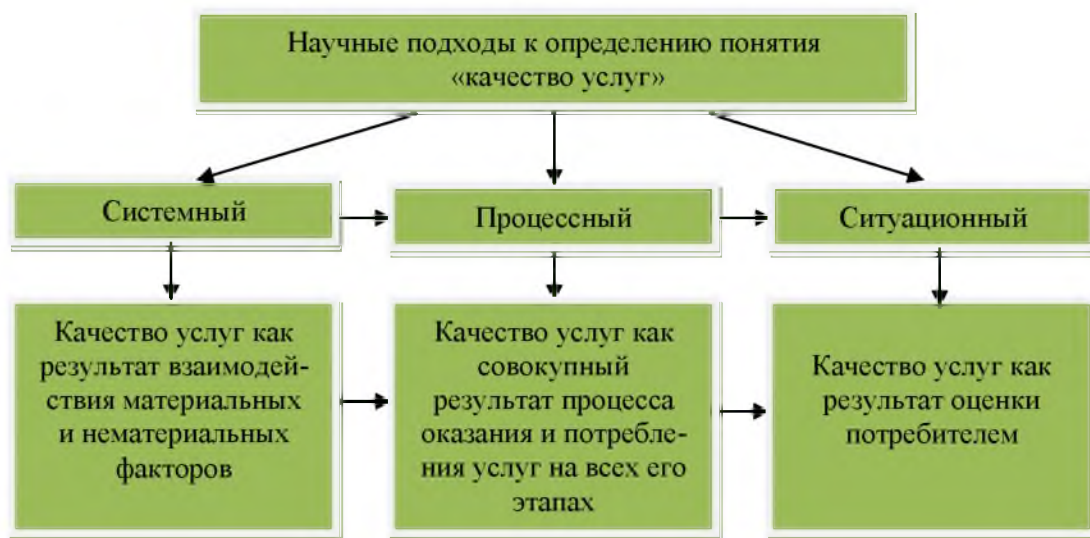 Научные подходы к определению понятия
«качество услуг»
Системный
Процессный
Ситуационный
Качество услуг как
результат взаимодей-
ствия материальных
и нематериальных
факторов
Качество услуг как
совокупный
результат процесса
оказания и потребле-
ния услуг на всех его
этапах
Качество услуг как
результат оценки
потребителем